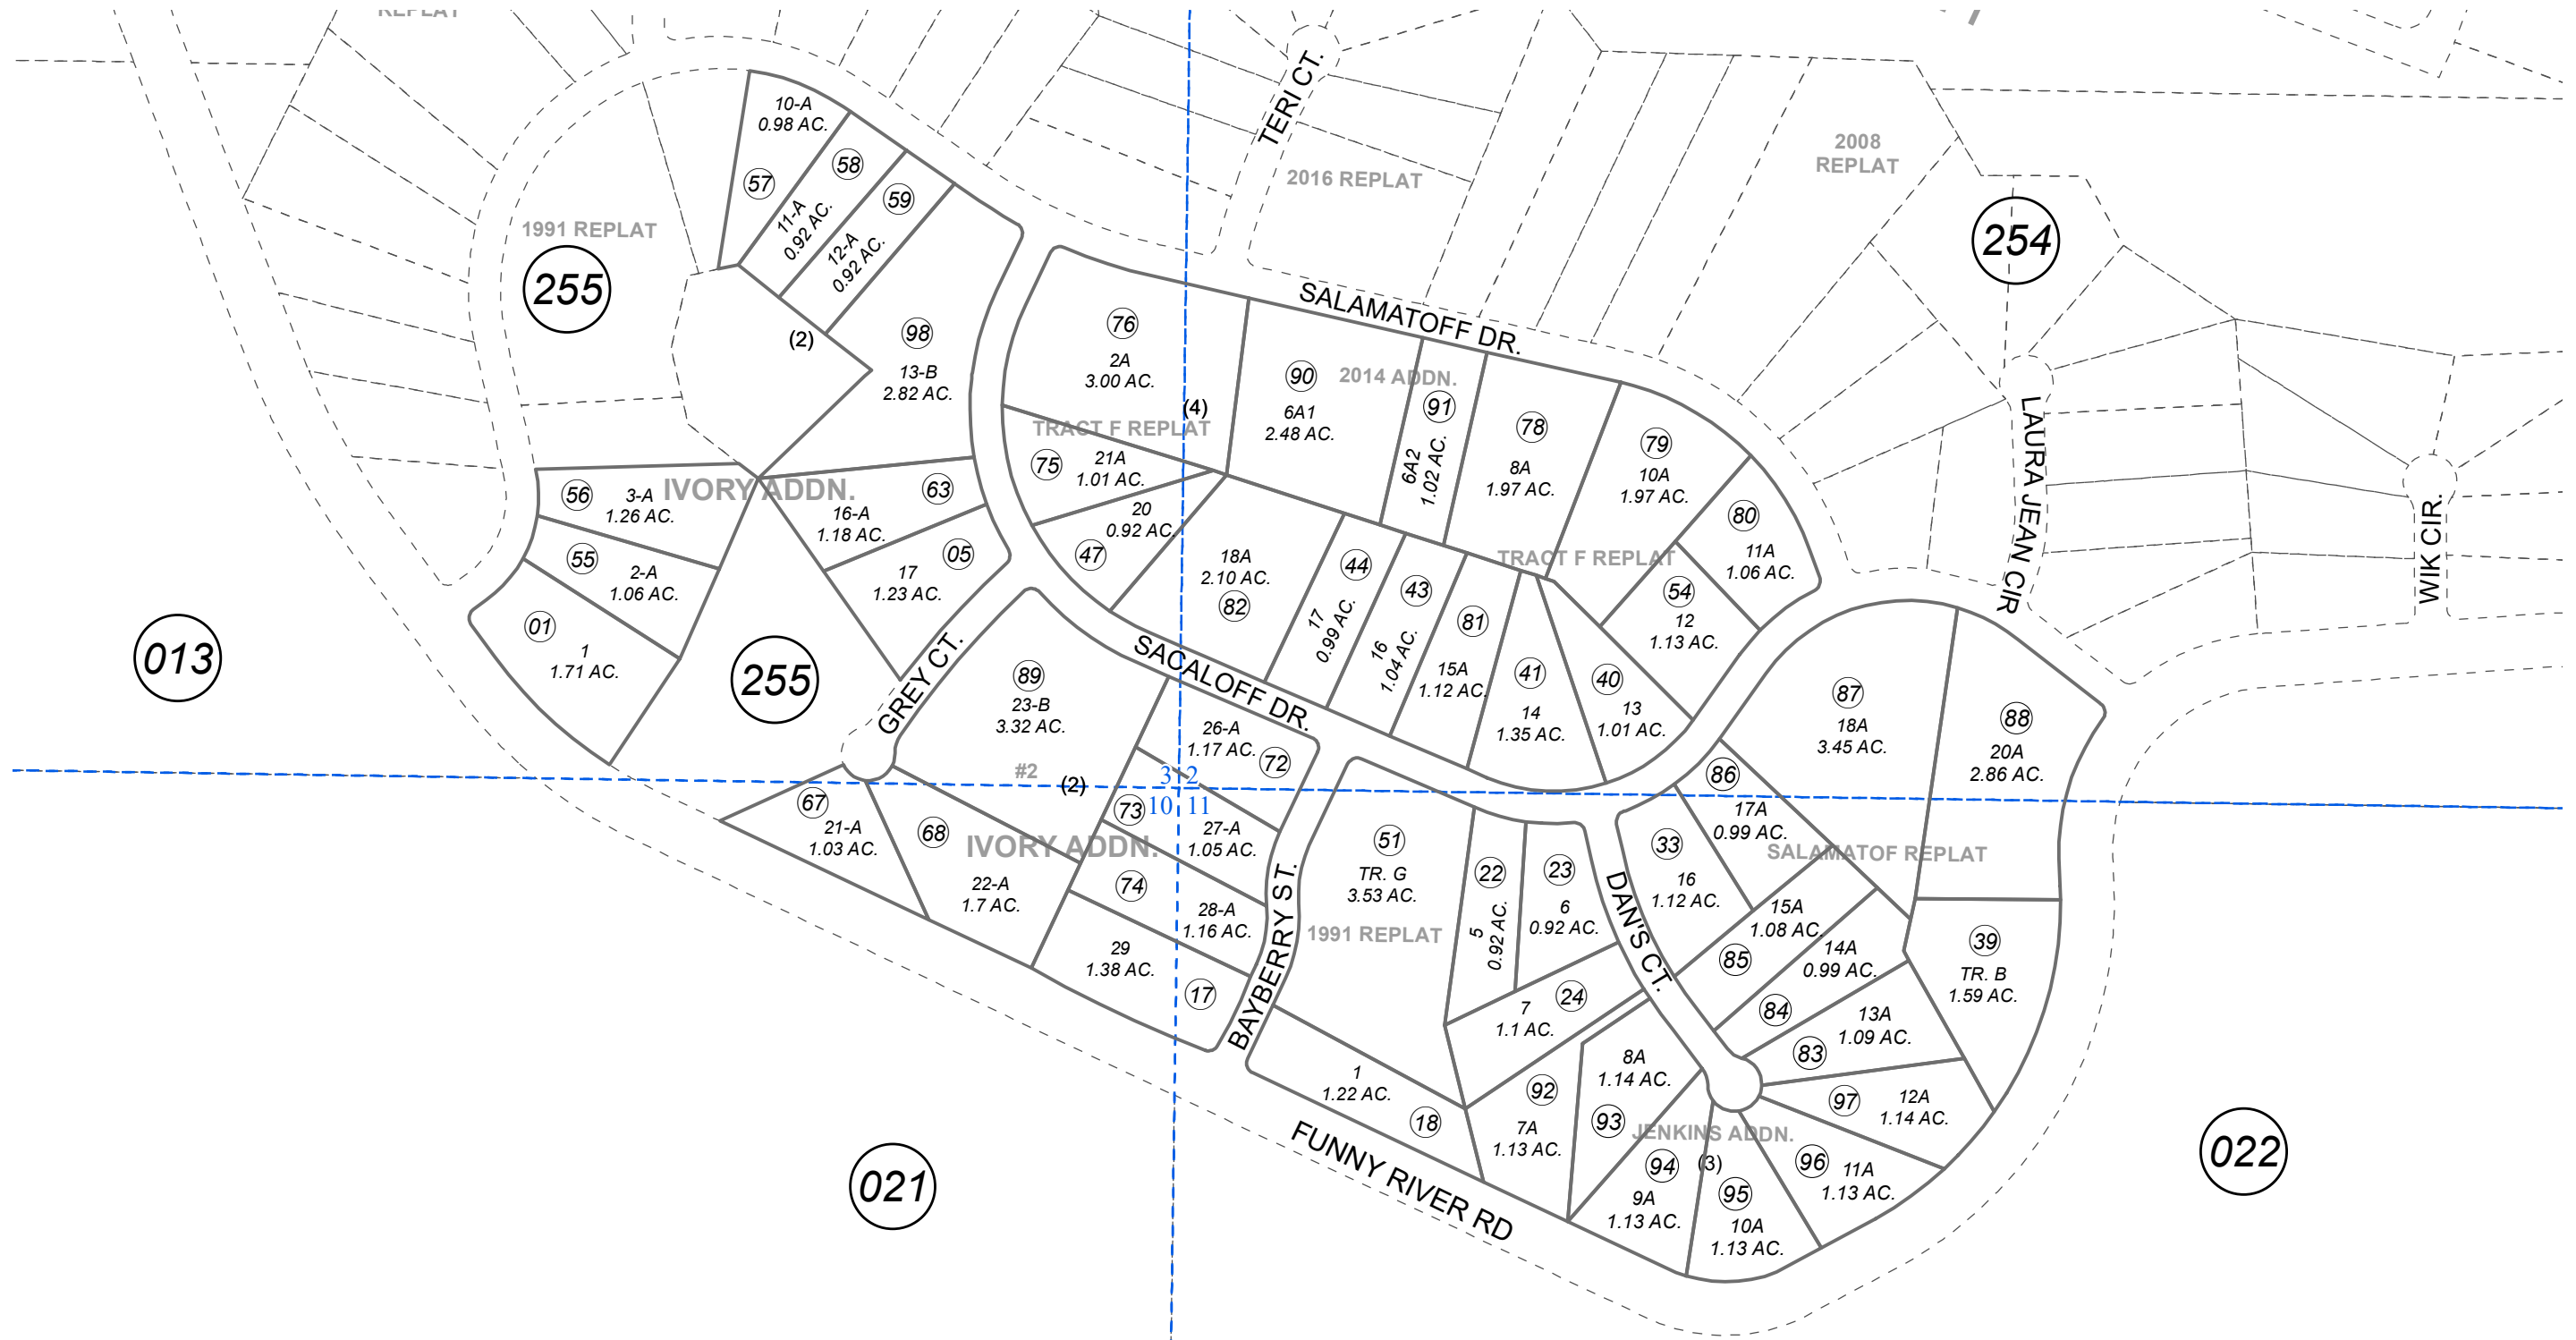 REPLAT
10-A
0.98 AC.
57
58
11-A
0.92 AC.
59
12-A
0.92 AC.
1991 REPLAT
255
(2)
98
13-B
2.82 AC.
TERI CT.
2016 REPLAT
2008
REPLAT
254
SALAMATOFF DR.
76
2A
3.00 AC.
(4)
TRACT F REPLAT
90
6A1
2.48 AC.
2014 ADDN.
91
6A2
1.02 AC.
78
8A
1.97 AC.
79
10A
1.97 AC.
80
11A
1.06 AC.
TRACT F REPLAT
54
12
1.13 AC.
LAURA JEAN CIR
WIK CIR.
75
21A
1.01 AC.
20
0.92 AC.
47
18A
2.10 AC.
82
44
17
0.99 AC.
43
16
1.04 AC.
81
15A
1.12 AC.
41
14
1.35 AC.
40
13
1.01 AC.
56
3-A
1.26 AC.
IVORY ADDN.
63
16-A
1.18 AC.
55
2-A
1.06 AC.
05
17
1.23 AC.
01
1
1.71 AC.
013
255
GREY CT.
SACALOFF DR.
89
23-B
3.32 AC.
#2
(2)
26-A
1.17 AC.
72
3
2
10
11
73
27-A
1.05 AC.
67
21-A
1.03 AC.
68
22-A
1.7 AC.
IVORY ADDN.
74
28-A
1.16 AC.
29
1.38 AC.
17
BAYBERRY ST.
51
TR. G
3.53 AC.
1991 REPLAT
22
5
0.92 AC.
23
6
0.92 AC.
24
7
1.1 AC.
DAN'S CT.
87
18A
3.45 AC.
88
20A
2.86 AC.
86
17A
0.99 AC.
SALAMATOF REPLAT
33
16
1.12 AC.
15A
1.08 AC.
85
14A
0.99 AC.
84
13A
1.09 AC.
83
39
TR. B
1.59 AC.
97
12A
1.14 AC.
1
1.22 AC.
18
92
7A
1.13 AC.
8A
1.14 AC.
93
JENKINS ADDN.
(3)
94
9A
1.13 AC.
95
10A
1.13 AC.
96
11A
1.13 AC.
FUNNY RIVER RD
021
022